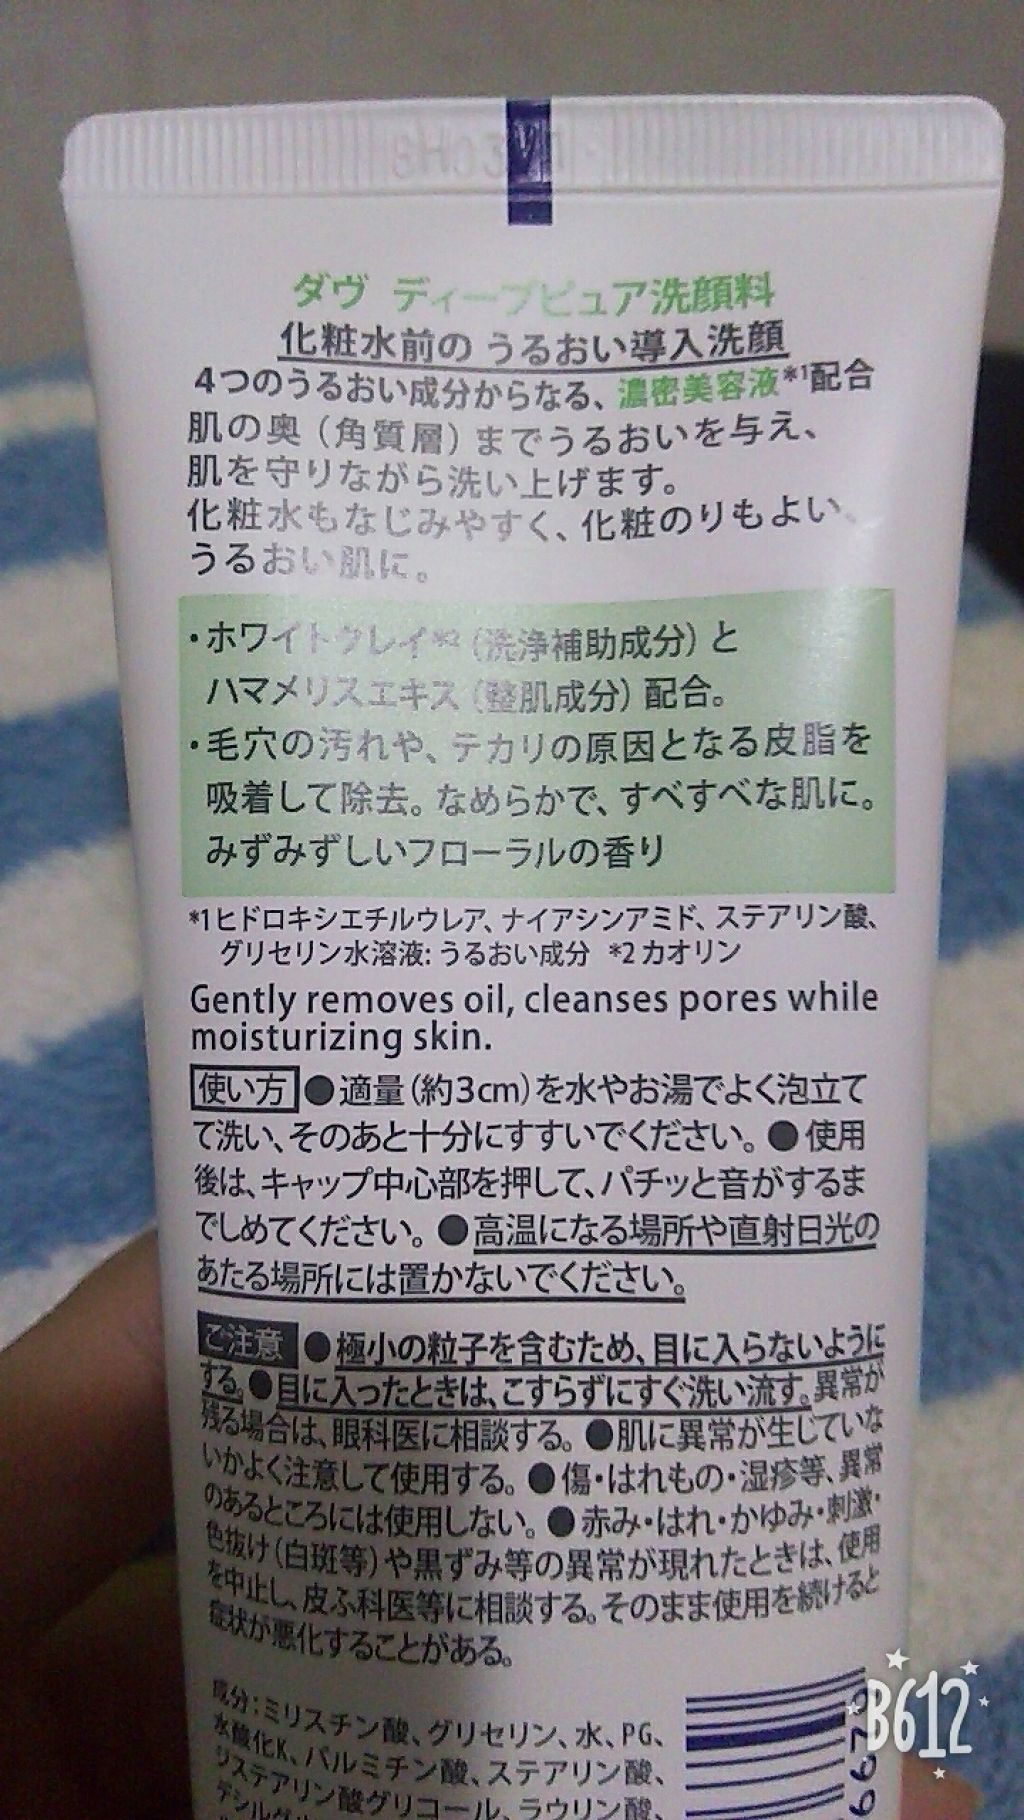 ダヴ ディープピュア洗顔料
化粧水前の うるおい導入洗顔
4つのうるおい成分からなる、濃密美容液*1配合
肌の奥（角質層）までうるおいを与え、
肌を守りながら洗い上げます。
化粧水もなじみやすく、化粧のりもよい、
うるおい肌に。
・ホワイトクレイ*2（洗浄補助成分）と
ハマメリスエキス（整肌成分）配合。
・毛穴の汚れや、テカリの原因となる皮脂を
吸着して除去。なめらかで、すべすべな肌に。
みずみずしいフローラルの香り
*1ヒドロキシエチルウレア、ナイアシンアミド、ステアリン酸、
グリセリン水溶液: うるおい成分 *2カオリン
Gently removes oil, cleanses pores while
moisturizing skin.
使い方 ●適量（約3cm）を水やお湯でよく泡立て
て洗い、そのあと十分にすすいでください。●使用
後は、キャップ中心部を押して、パチッと音がするま
でしめてください。●高温になる場所や直射日光の
あたる場所には置かないでください。
ご注意 ●極小の粒子を含むため、目に入らないように
する。●目に入ったときは、こすらずにすぐ洗い流す。異常が
残る場合は、眼科医に相談する。●肌に異常が生じていな
いかよく注意して使用する。●傷・はれもの・湿疹等、異常
のあるところには使用しない。●赤み・はれ・かゆみ・刺激・
色抜け（白斑等）や黒ずみ等の異常が現れたときは、使用
を中止し、皮ふ科医等に相談する。そのまま使用を続けると
症状が悪化することがある。
成分：ミリスチン酸、グリセリン、水、PG、
水酸化K、パルミチン酸、ステアリン酸、
リステアリン酸グリコール、ラウリン酸、
B612